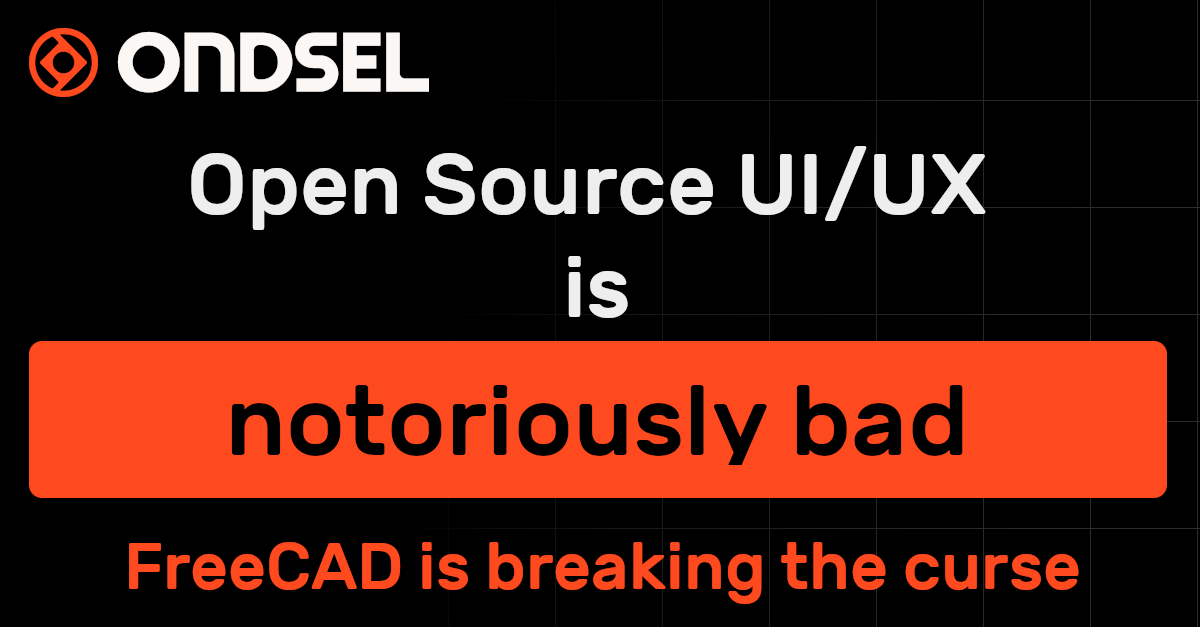 ONDSEL
Open Source UI/UX
is
notoriously bad
FreeCAD is breaking the curse